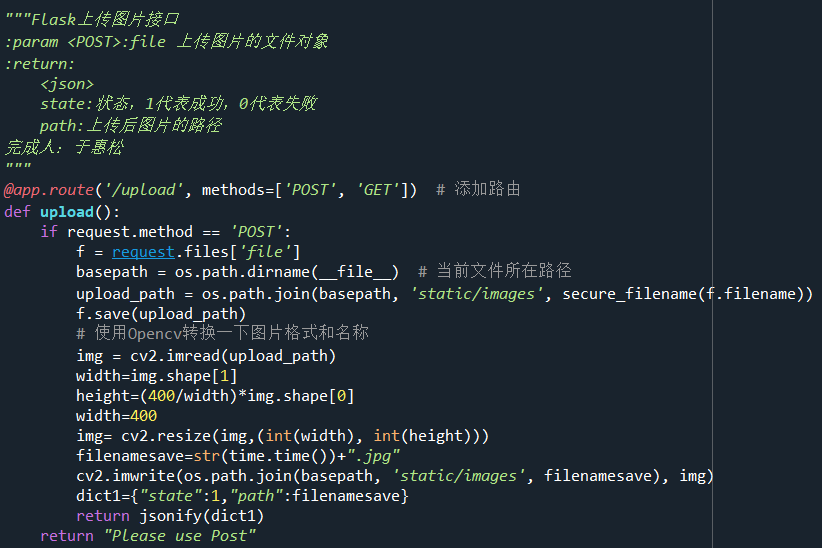 """Flask上传图片接口
:param <POST>:file 上传图片的文件对象
:return:
    <json>
    state:状态，1代表成功，0代表失败
    path:上传后图片的路径
完成人：于惠松
"""
@app.route('/upload', methods=['POST', 'GET'])  # 添加路由
def upload():
    if request.method == 'POST':
        f = request.files['file']
        basepath = os.path.dirname(__file__)  # 当前文件所在路径
        upload_path = os.path.join(basepath, 'static/images', secure_filename(f.filename))
        f.save(upload_path)
        # 使用Opencv转换一下图片格式和名称
        img = cv2.imread(upload_path)
        width=img.shape[1]
        height=(400/width)*img.shape[0]
        width=400
        img= cv2.resize(img,(int(width), int(height)))
        filenamesave=str(time.time())+".jpg"
        cv2.imwrite(os.path.join(basepath, 'static/images', filenamesave), img)
        dict1={"state":1,"path":filenamesave}
        return jsonify(dict1)
    return "Please use Post"